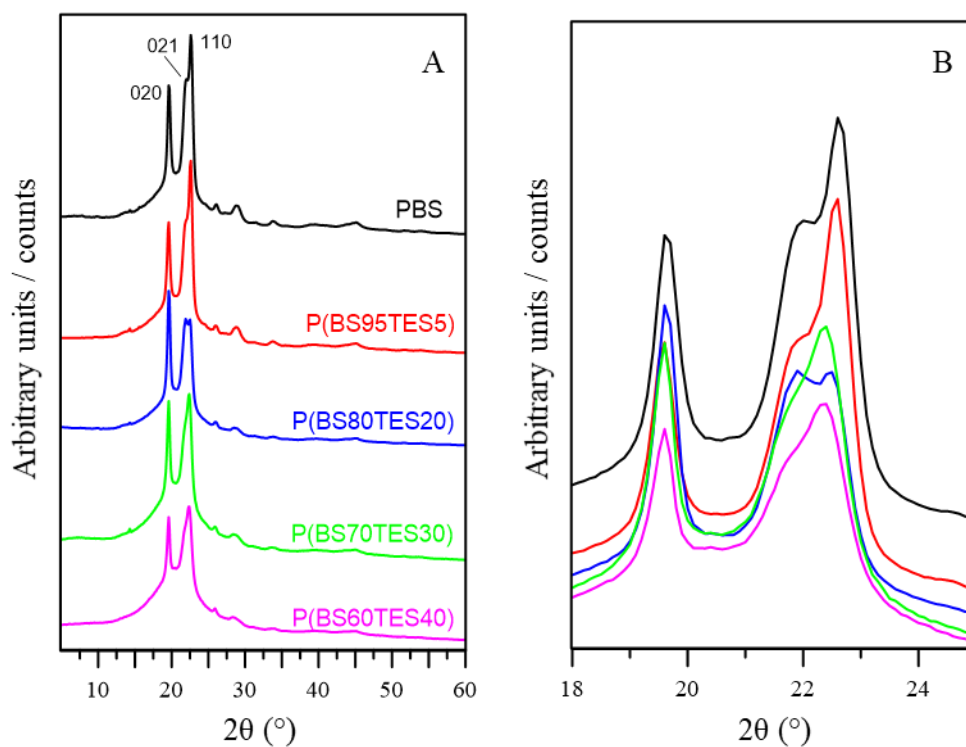 A
110
021
020
PBS
P(BS95TES5)
P(BS80TES20)
P(BS70TES30)
P(BS60TES40)
10 20 30 40 50 60
2θ (°)
Arbitrary units / counts
B
18 20 22 24
2θ (°)
Arbitrary units / counts